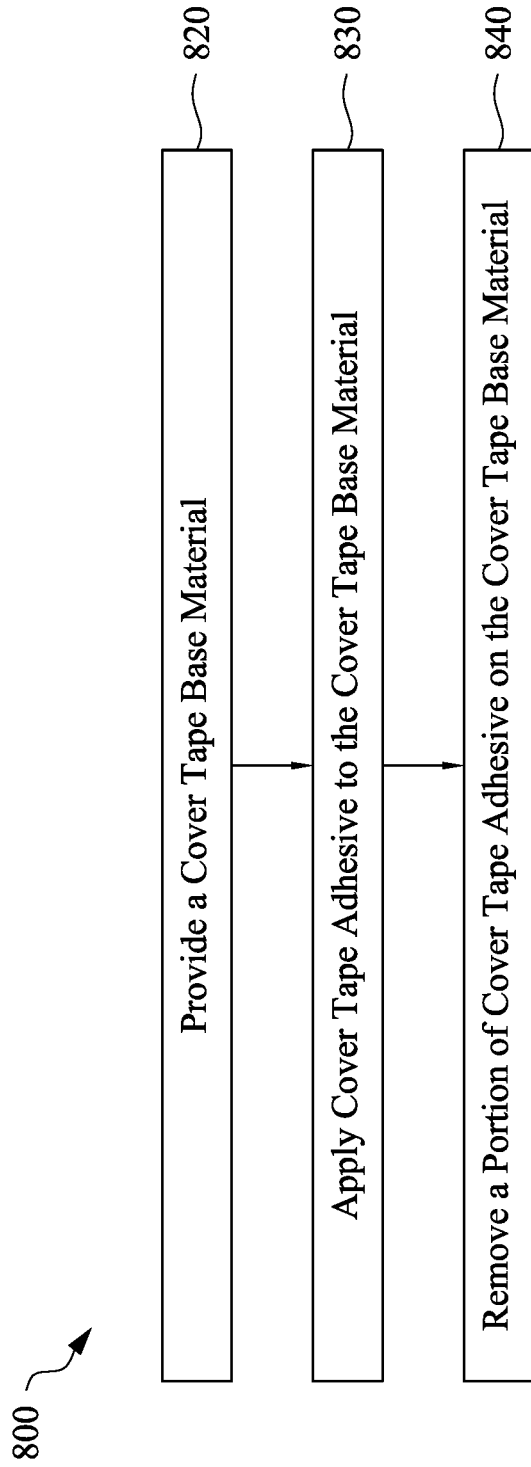 800
Provide a Cover Tape Base Material
820
Apply Cover Tape Adhesive to the Cover Tape Base Material
830
Remove a Portion of Cover Tape Adhesive on the Cover Tape Base Material
840